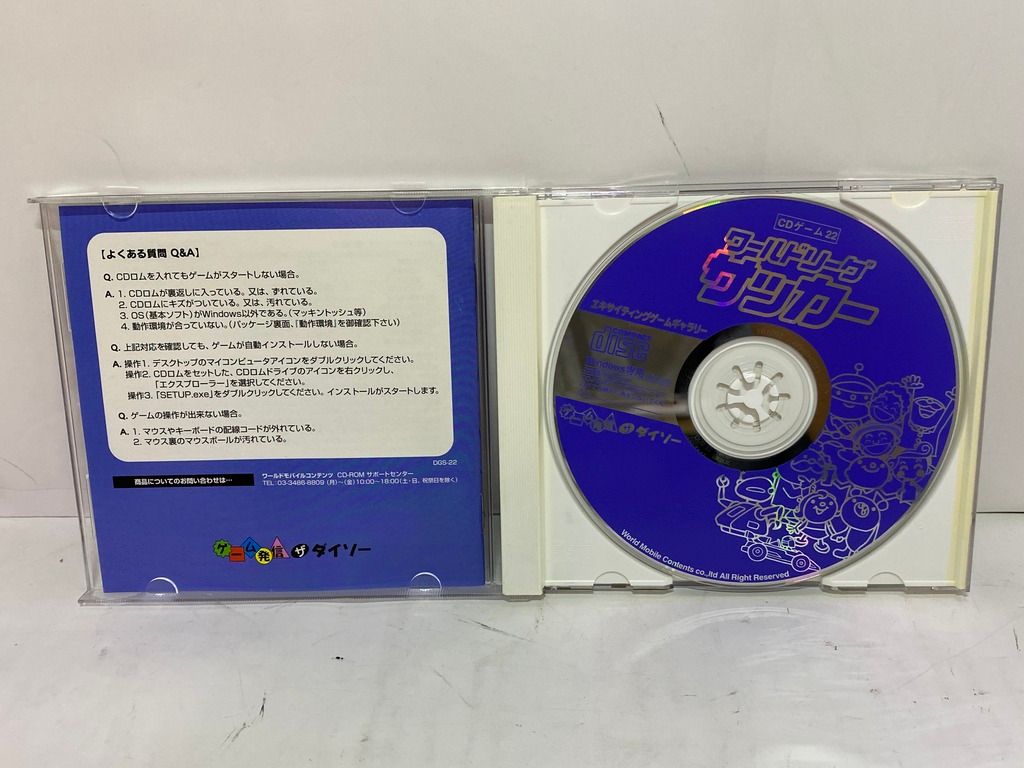 【よくある質問 Q&A】
Q. CDロムを入れてもゲームがスタートしない場合。
A. 1. CDロムが裏返しに入っている。又は、ずれている。
2. CDロムにキズがついている。又は、汚れている。
3. OS(基本ソフト)がWindows以外である。(マッキントッシュ等)
4. 動作環境が合っていない。(パッケージ裏面、「動作環境」を御確認下さい)
Q. 上記対応を確認しても、ゲームが自動インストールしない場合。
A. 操作1. デスクトップのマイコンピュータアイコンをダブルクリックしてください。
操作2. CDロムをセットした、CDロムドライブのアイコンを右クリックし、
「エクスプローラー」を選択してください。
操作3. 「SETUP.exe」をダブルクリックしてください。インストールがスタートします。
Q. ゲームの操作が出来ない場合。
A. 1. マウスやキーボードの配線コードが外れている。
2. マウス裏のマウスボールが汚れている。
DGS-22
商品についてのお問い合わせは…
ワールドモバイルコンテンツ CD-ROM サポートセンター
TEL:03-3486-8809 (月)~(金)10:00~18:00(土・日、祝祭日を除く)
ゲーム発信 ザ ダイソー
CDゲーム 22
ワールドリーグ
サッカー
エキサイティングゲームギャラリー
disc
Windows専用
ゲーム発信 ザ ダイソー
World Mobile Contents co.,ltd All Right Reserved